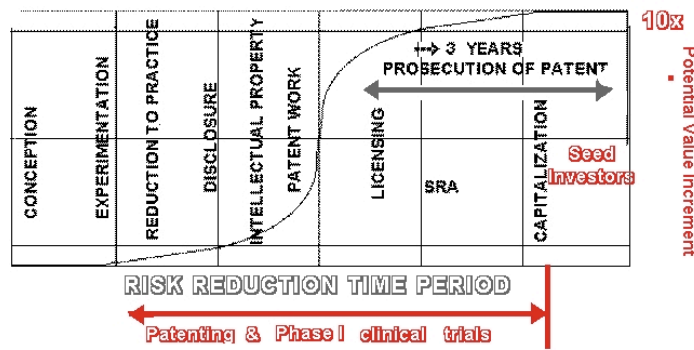 10x
3 YEARS
PROSECUTION OF PATENT
CONCEPTION
EXPERIMENTATION
REDUCTION TO PRACTICE
DISCLOSURE
INTELLECTUAL PROPERTY
PATENT WORK
LICENSING
SRA
CAPITALIZATION
Seed
Investors
Potential Value Increment
RISK REDUCTION TIME PERIOD
Patenting & Phase I clinical trials